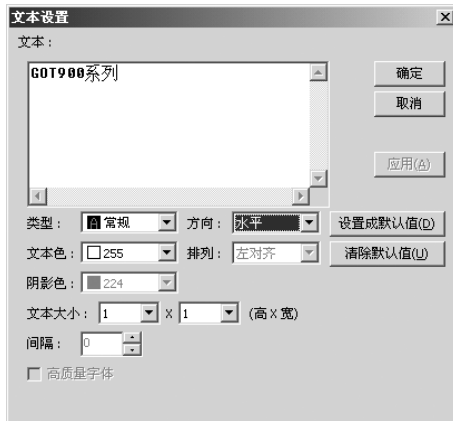 文本设置
文本：
GOT900系列
确定
取消
应用(A)
类型： A 常规 方向： 水平 设置成默认值(D)
文本色： 255 排列： 左对齐 清除默认值(U)
阴影色： 224
文本大小： 1 X 1 (高X宽)
间隔： 0
高质量字体